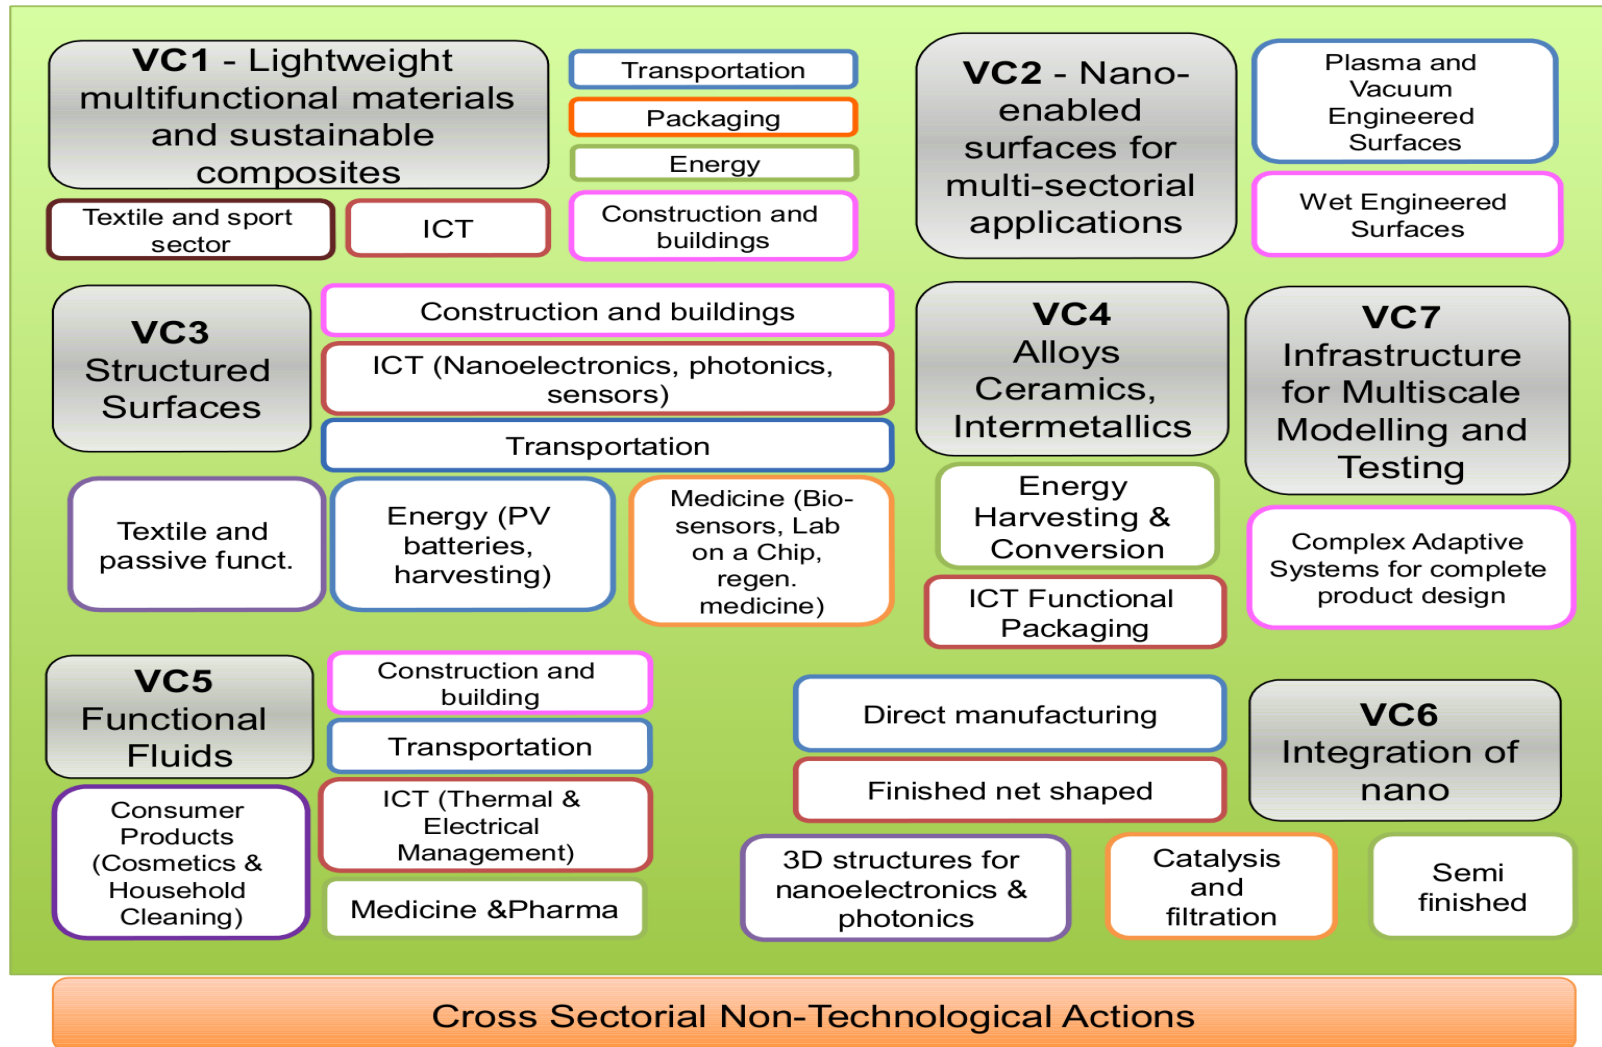 VC1 - Lightweight
multifunctional materials
and sustainable
composites
Transportation
Packaging
Energy
Construction and
buildings
Textile and sport
sector
ICT
VC2 - Nano-
enabled
surfaces for
multi-sectorial
applications
Plasma and
Vacuum
Engineered
Surfaces
Wet Engineered
Surfaces
VC3
Structured
Surfaces
Construction and buildings
ICT (Nanoelectronics, photonics,
sensors)
Transportation
Textile and
passive funct.
Energy (PV
batteries,
harvesting)
Medicine (Bio-
sensors, Lab
on a Chip,
regen.
medicine)
VC4
Alloys
Ceramics,
Intermetallics
Energy
Harvesting &
Conversion
ICT Functional
Packaging
VC7
Infrastructure
for Multiscale
Modelling and
Testing
Complex Adaptive
Systems for complete
product design
VC5
Functional
Fluids
Construction and
building
Transportation
ICT (Thermal &
Electrical
Management)
Medicine &Pharma
Consumer
Products
(Cosmetics &
Household
Cleaning)
Direct manufacturing
Finished net shaped
VC6
Integration of
nano
3D structures for
nanoelectronics &
photonics
Catalysis
and
filtration
Semi
finished
Cross Sectorial Non-Technological Actions